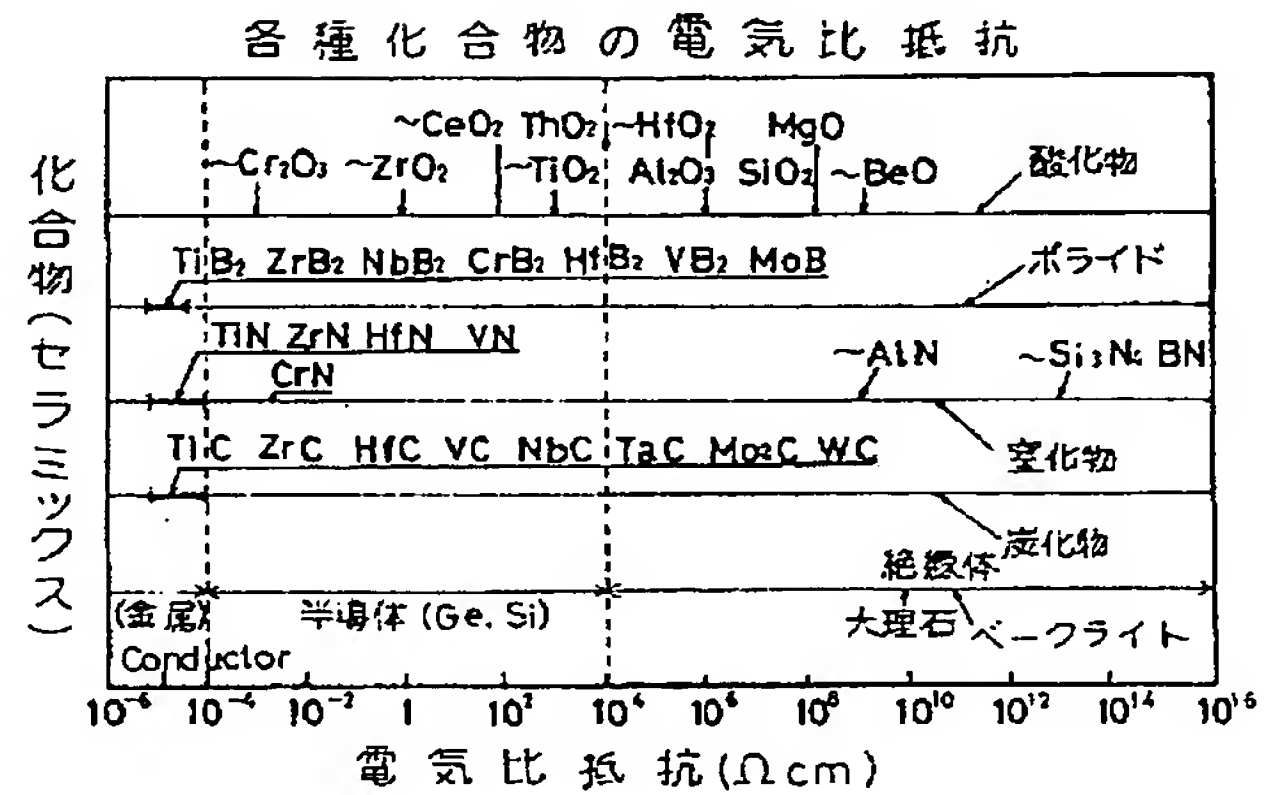 各種化合物の電気比抵抗
化合物(セラミックス)
~CeO₂ ThO₂ ~HfO₂ MgO
~Cr₂O₃ ~ZrO₂ ~TiO₂ Al₂O₃ SiO₂ ~BeO 酸化物
TiB₂ ZrB₂ NbB₂ CrB₂ HfB₂ VB₂ MoB ボライド
TiN ZrN HfN VN
CrN ~AlN ~Si₃N₄ BN
TiC ZrC HfC VC NbC TaC Mo₂C WC 窒化物
炭化物
絶縁体
(金属) 半導体(Ge.Si) 大理石 ベークライト
Conductor
10⁻⁶ 10⁻⁴ 10⁻² 1 10² 10⁴ 10⁶ 10⁸ 10¹⁰ 10¹² 10¹⁴ 10¹⁶
電気比抵抗(Ωcm)